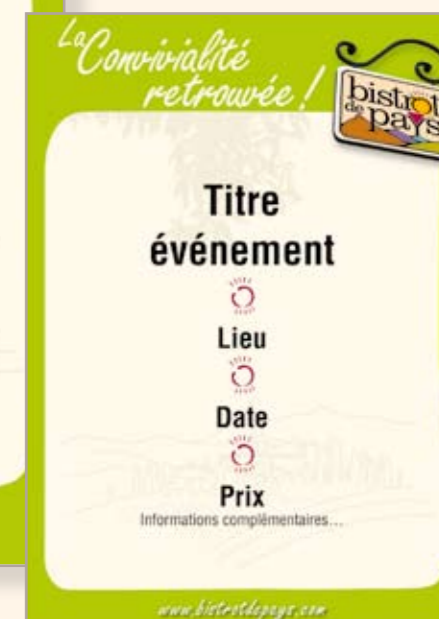 La Convivialité
retrouvée !
bistrot
de pays
Titre
événement
Lieu
Date
Prix
Informations complémentaires...
www.bistrotdepays.com